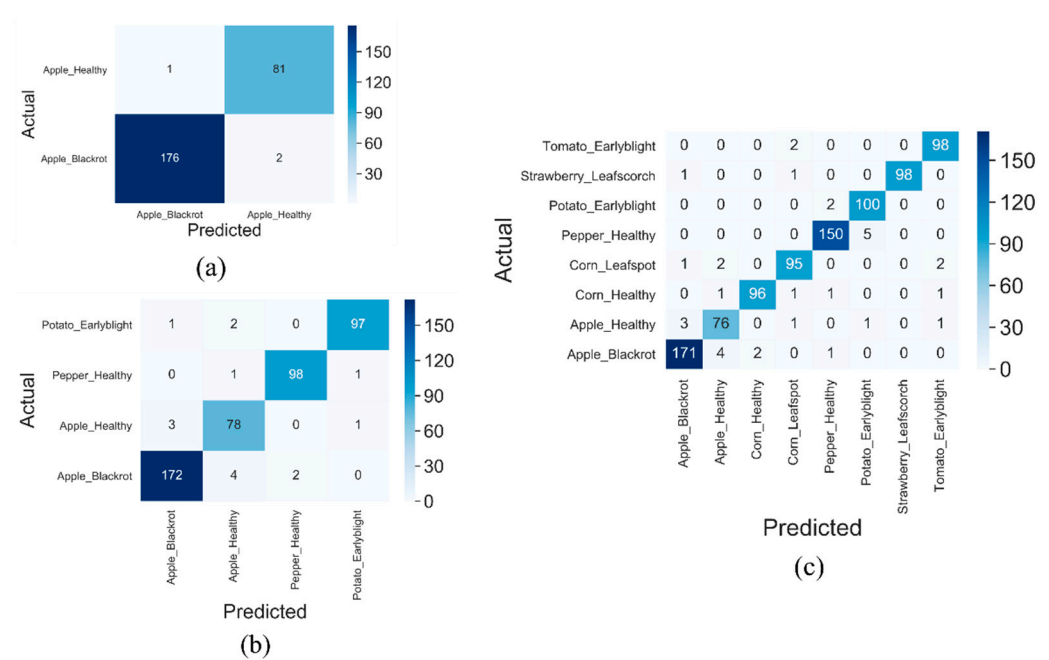 Actual
Apple_Healthy 1 81
Apple_Blackrot 176 2
Apple_Blackrot Apple_Healthy
Predicted
150
120
90
60
30
(a)
Actual
Potato_Earlyblight 1 2 0 97
Pepper_Healthy 0 1 98 1
Apple_Healthy 3 78 0 1
Apple_Blackrot 172 4 2 0
Apple_Blackrot
Apple_Healthy
Pepper_Healthy
Potato_Earlyblight
Predicted
150
120
90
60
30
0
(b)
Actual
Tomato_Earlyblight 0 0 0 2 0 0 0 98
Strawberry_Leafscorch 1 0 0 1 0 0 98 0
Potato_Earlyblight 0 0 0 0 2 100 0 0
Pepper_Healthy 0 0 0 0 150 5 0 0
Corn_Leafspot 1 2 0 95 0 0 0 2
Corn_Healthy 0 1 96 1 1 0 0 1
Apple_Healthy 3 76 0 1 0 1 0 1
Apple_Blackrot 171 4 2 0 1 0 0 0
Apple_Blackrot
Apple_Healthy
Corn_Healthy
Corn_Leafspot
Pepper_Healthy
Potato_Earlyblight
Strawberry_Leafscorch
Tomato_Earlyblight
Predicted
150
120
90
60
30
0
(c)